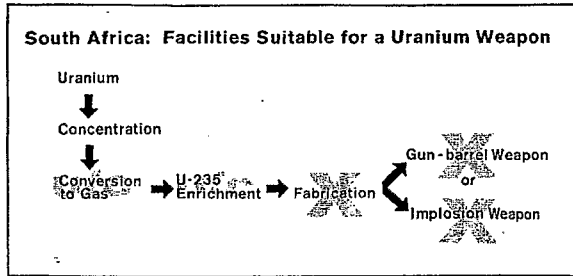 South Africa: Facilities Suitable for a Uranium Weapon
Uranium
Concentration
Conversion
to Gas
U-235
Enrichment
Fabrication
Gun-barrel Weapon
or
Implosion Weapon